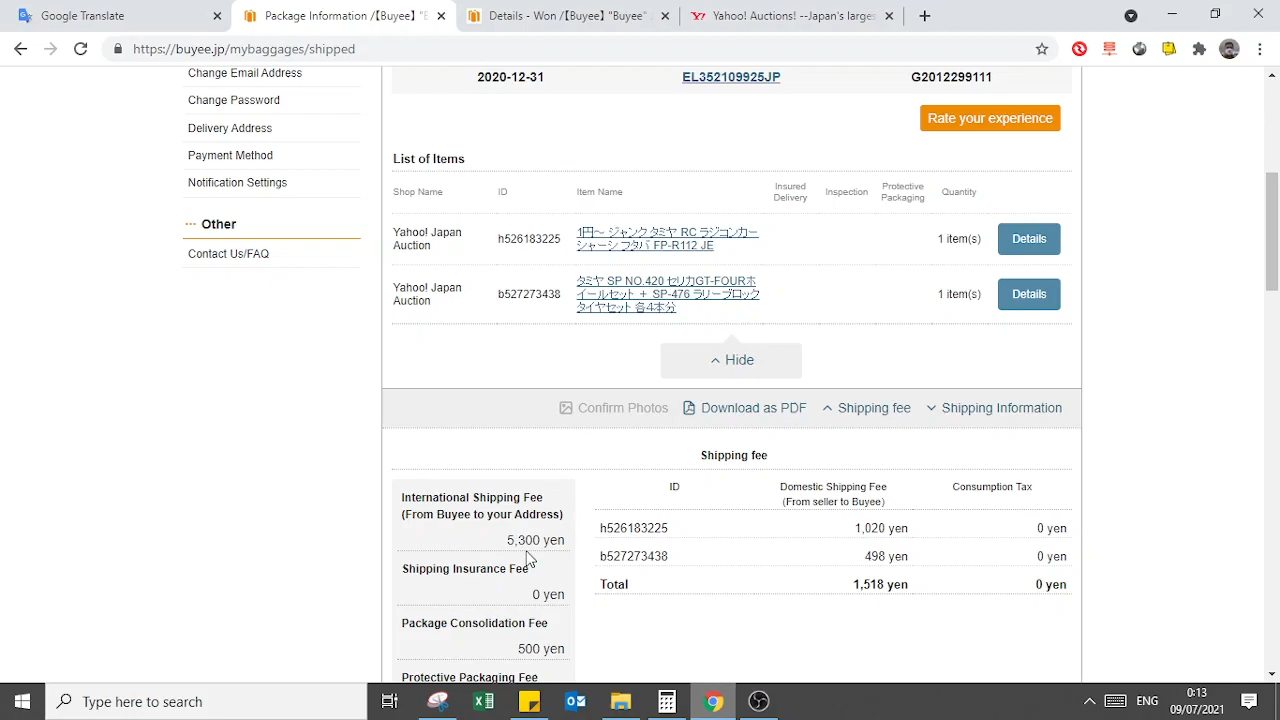 Google Translate
Package Information /【Buyee】 "E
Details - Won /【Buyee】 "Buyee" .
Yahoo! Auctions! --Japan's larges
https://buyee.jp/mybaggages/shipped
Change Email Address
Change Password
Delivery Address
Payment Method
Notification Settings
Other
Contact Us/FAQ
2020-12-31 EL352109925JP G2012299111
Rate your experience
List of Items
Shop Name ID Item Name Insured Delivery Inspection Protective Packaging Quantity
Yahoo! Japan
Auction
h526183225
1円～ ジャンク タミヤ RC ラジコンカー
シャーシ フタバ FP-R112 JE
1 item(s)
Details
Yahoo! Japan
Auction
b527273438
タミヤ SP NO.420 セリカGT-FOURホ
イールセット + SP-476 ラリーブロック
タイヤセット 各4本分
1 item(s)
Details
Hide
Confirm Photos Download as PDF Shipping fee Shipping Information
Shipping fee
International Shipping Fee
(From Buyee to your Address)
5,300 yen
Shipping Insurance Fee
0 yen
Package Consolidation Fee
500 yen
Protective Packaging Fee
ID Domestic Shipping Fee Consumption Tax
(From seller to Buyee)
h526183225 1,020 yen 0 yen
b527273438 498 yen 0 yen
Total 1,518 yen 0 yen
Type here to search
ENG
0:13
09/07/2021